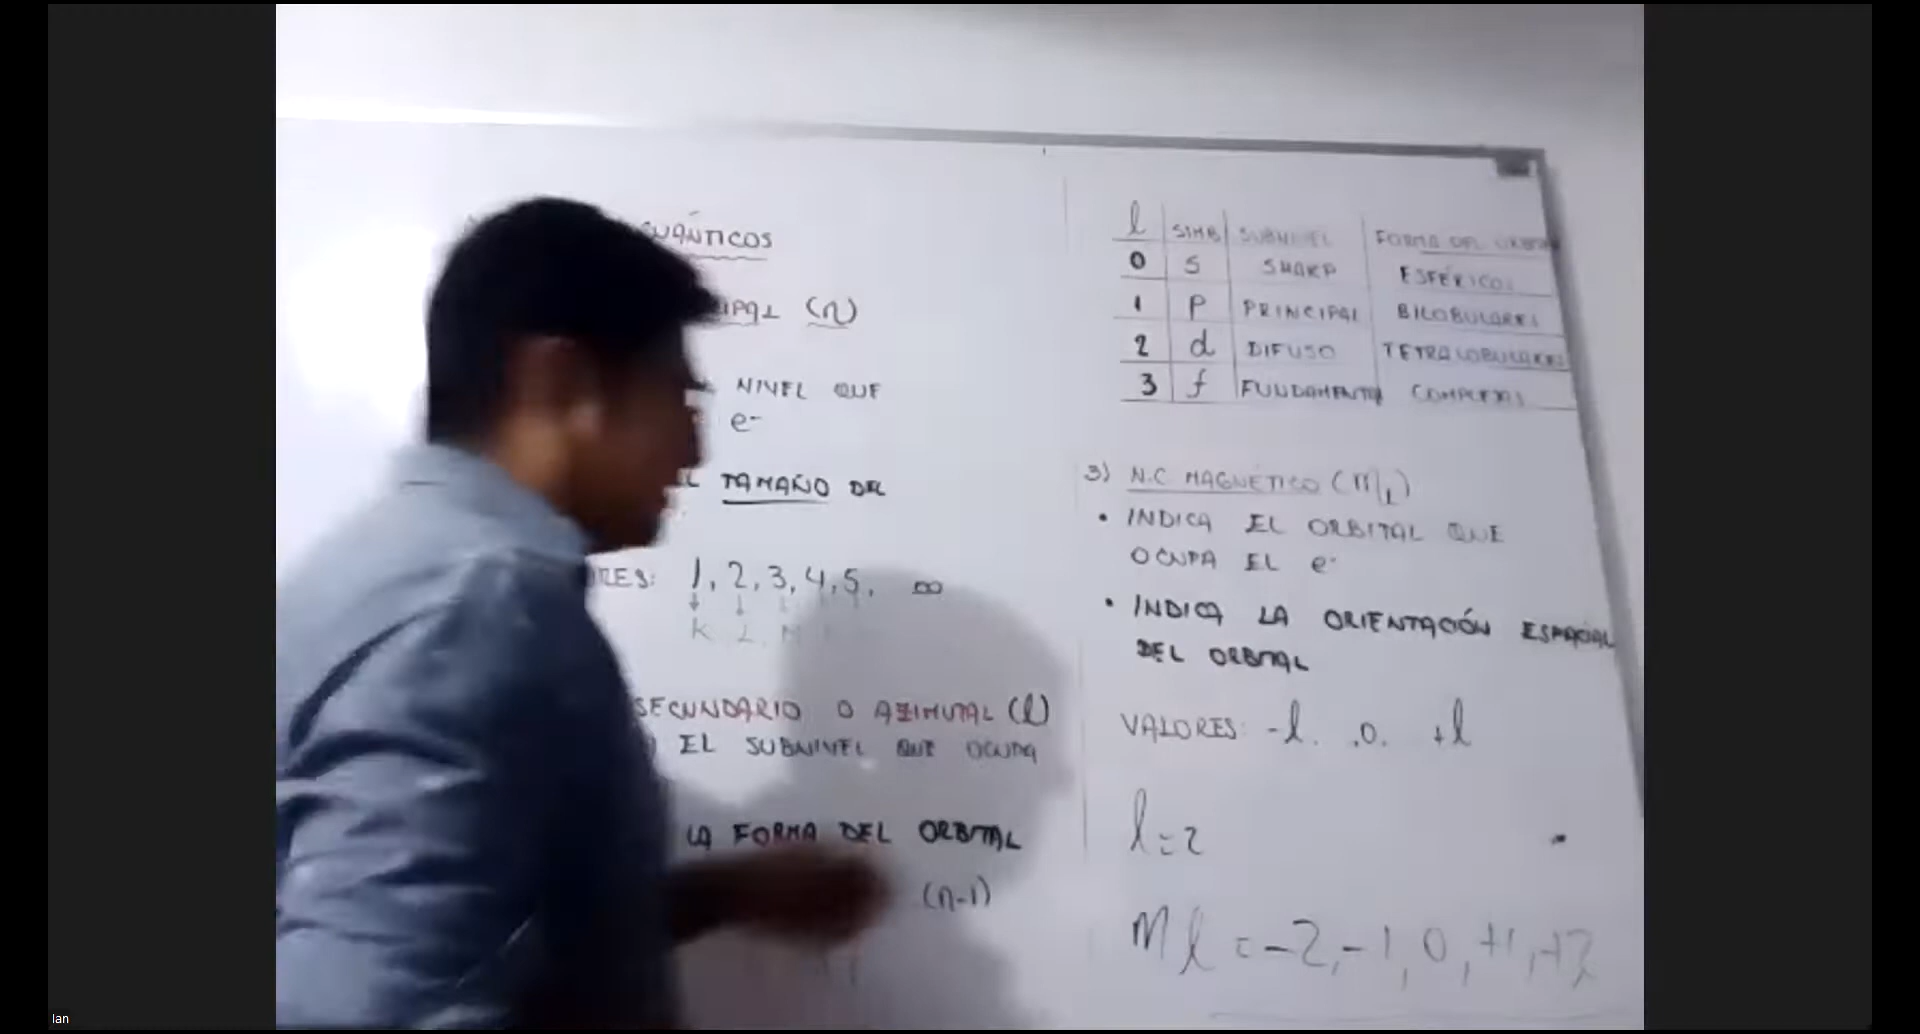 CUÁNTICOS
(n)
NIVEL QUE
e-
TAMAÑO DEL
1, 2, 3, 4, 5, ∞
K L
SECUNDARIO O AZIMUTAL (l)
EL SUBNIVEL QUE OCUPA
LA FORMA DEL ORBITAL
(n-1)
l SIMB SUBNIVEL FORMA DEL
0 S SHARP ESFÉRICOS
1 p PRINCIPAL BILOBULARES
2 d DIFUSO TETRALOBULARES
3 f FUNDAMENTAL COMPLEJAS
3) N.C MAGNÉTICO (ml)
• INDICA EL ORBITAL QUE
OCUPA EL e-
• INDICA LA ORIENTACIÓN ESPACIAL
DEL ORBITAL
VALORES: -l. .0. +l
l=2
Ml = -2, -1, 0, +1, +2
Ian